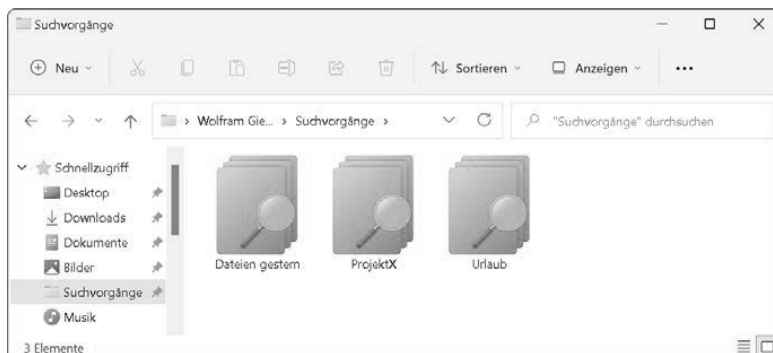 Suchvorgänge
Neu
Sortieren
Anzeigen
Wolfram Gie... > Suchvorgänge >
"Suchvorgänge" durchsuchen
Schnellzugriff
Desktop
Downloads
Dokumente
Bilder
Suchvorgänge
Musik
Dateien gestern
ProjektX
Urlaub
3 Elemente